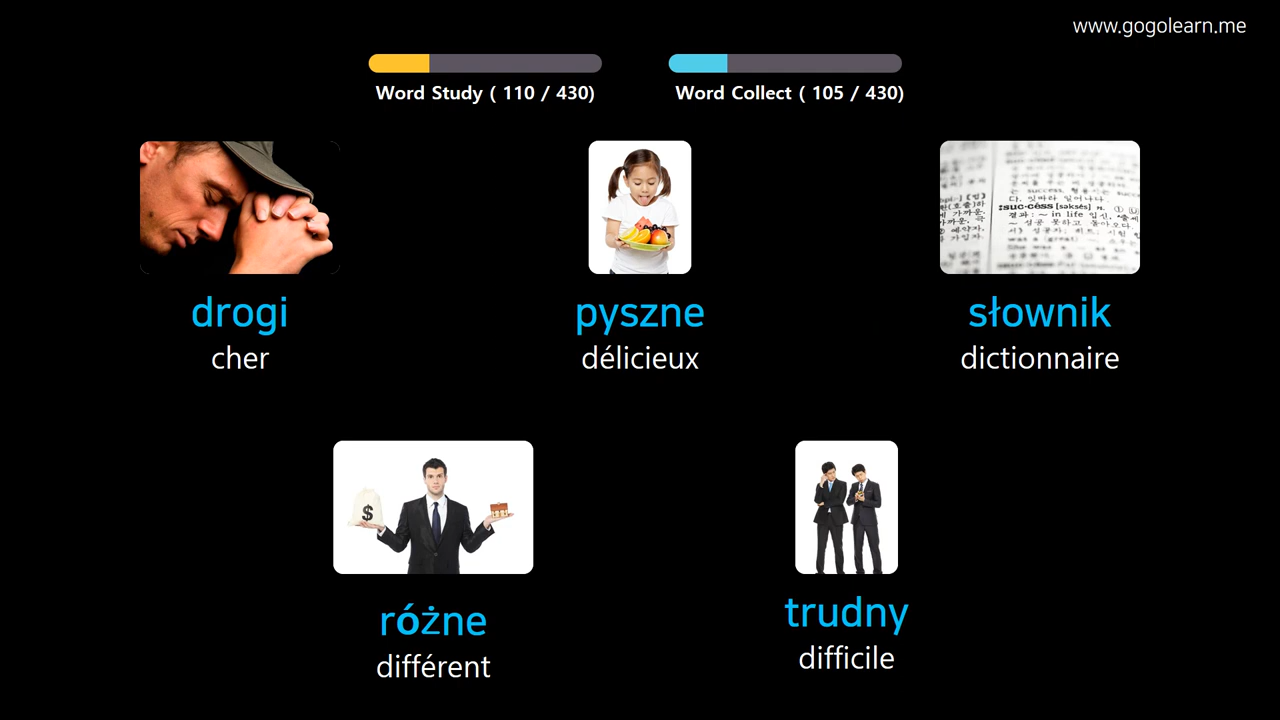 www.gogolearn.me
Word Study ( 110 / 430)
Word Collect ( 105 / 430)
drogi
cher
pyszne
délicieux
słownik
dictionnaire
różne
différent
trudny
difficile